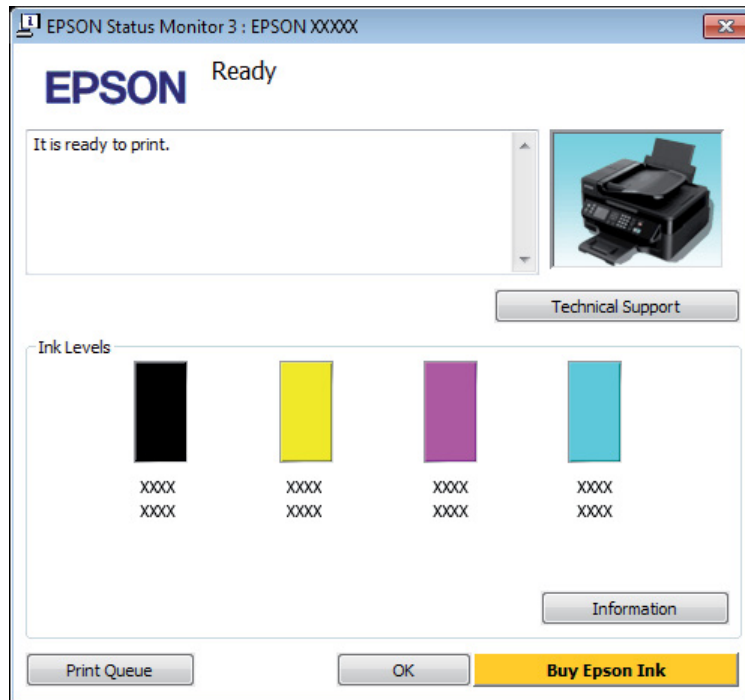 EPSON Status Monitor 3 : EPSON XXXXX
EPSON
Ready
It is ready to print.
Technical Support
Ink Levels
XXXX XXXX XXXX XXXX
XXXX XXXX XXXX XXXX
Information
Print Queue OK Buy Epson Ink